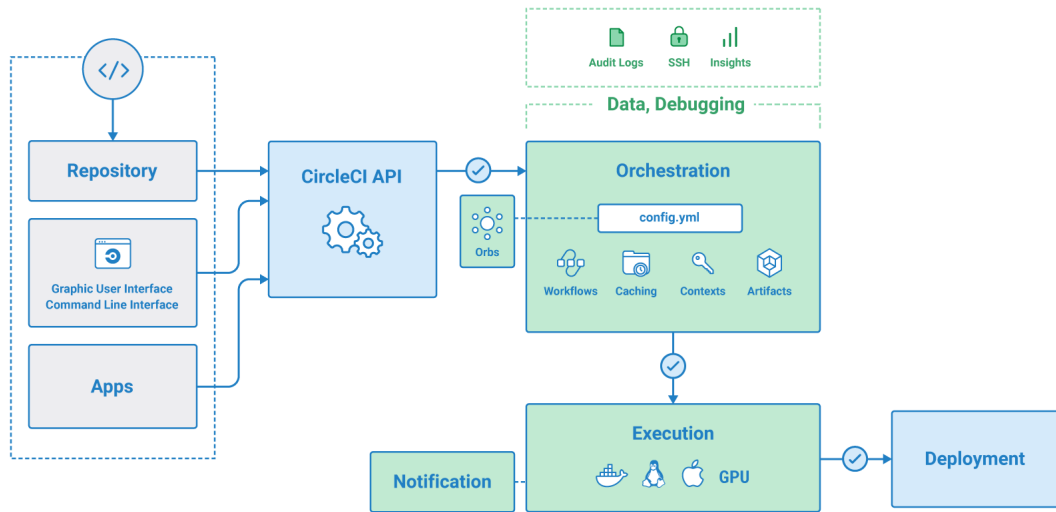 Audit Logs
SSH
Insights
Data, Debugging
</>
Repository
Graphic User Interface
Command Line Interface
Apps
CircleCI API
Orbs
Orchestration
config.yml
Workflows
Caching
Contexts
Artifacts
Execution
GPU
Notification
Deployment